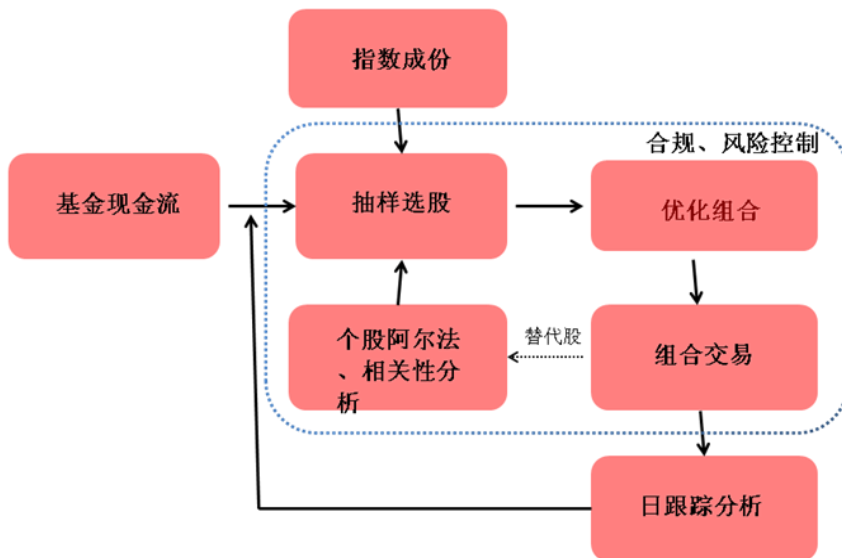 指数成份
合规、风险控制
基金现金流
抽样选股
优化组合
个股阿尔法
、相关性分
析
替代股
组合交易
日跟踪分析